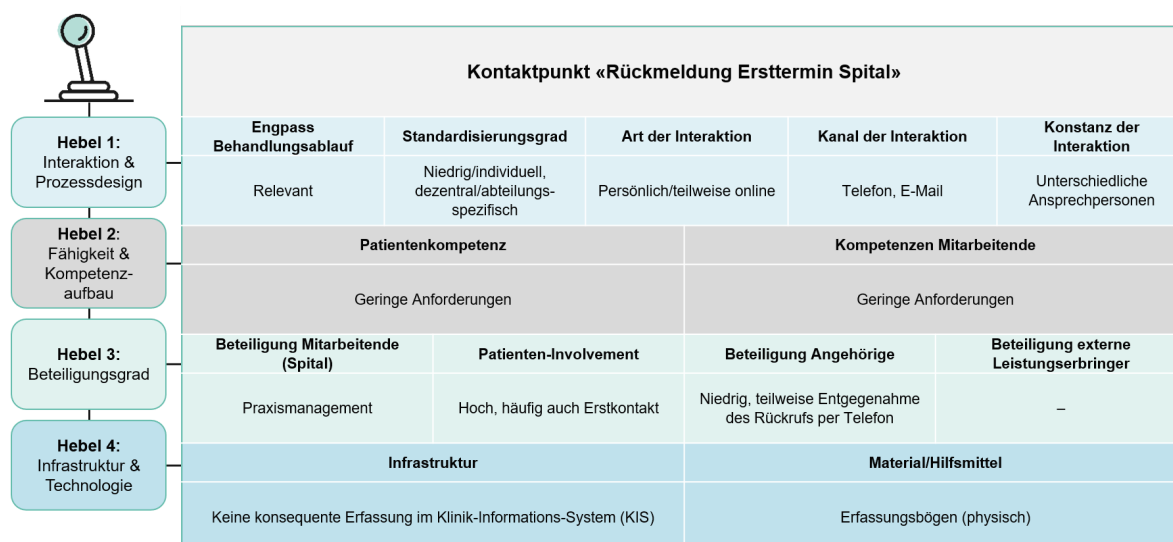 Kontaktpunkt «Rückmeldung Ersttermin Spital»
Hebel 1:
Interaktion &
Prozessdesign
Engpass
Behandlungsablauf
Standardisierungsgrad
Art der Interaktion
Kanal der Interaktion
Konstanz der
Interaktion
Relevant
Niedrig/individuell,
dezentral/abteilungs-
spezifisch
Persönlich/teilweise online
Telefon, E-Mail
Unterschiedliche
Ansprechpersonen
Hebel 2:
Fähigkeit &
Kompetenz-
aufbau
Patientenkompetenz
Kompetenzen Mitarbeitende
Geringe Anforderungen
Geringe Anforderungen
Hebel 3:
Beteiligungsgrad
Beteiligung Mitarbeitende
(Spital)
Patienten-Involvement
Beteiligung Angehörige
Beteiligung externe
Leistungserbringer
Praxismanagement
Hoch, häufig auch Erstkontakt
Niedrig, teilweise Entgegenahme
des Rückrufs per Telefon
–
Hebel 4:
Infrastruktur &
Technologie
Infrastruktur
Material/Hilfsmittel
Keine konsequente Erfassung im Klinik-Informations-System (KIS)
Erfassungsbögen (physisch)